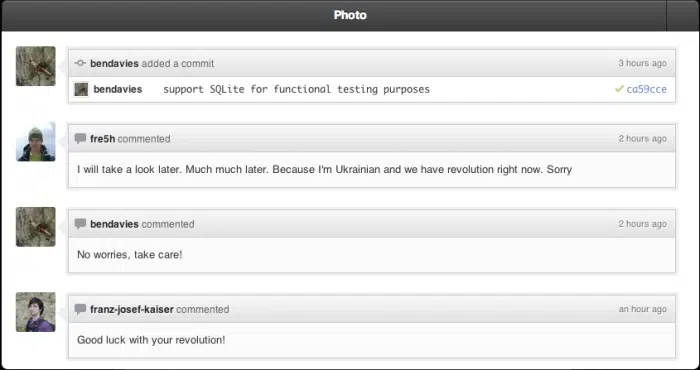 Photo
bendavies added a commit 3 hours ago
bendavies support SQLite for functional testing purposes ca59cce
fre5h commented 2 hours ago
I will take a look later. Much much later. Because I'm Ukrainian and we have revolution right now. Sorry
bendavies commented 2 hours ago
No worries, take care!
franz-josef-kaiser commented an hour ago
Good luck with your revolution!